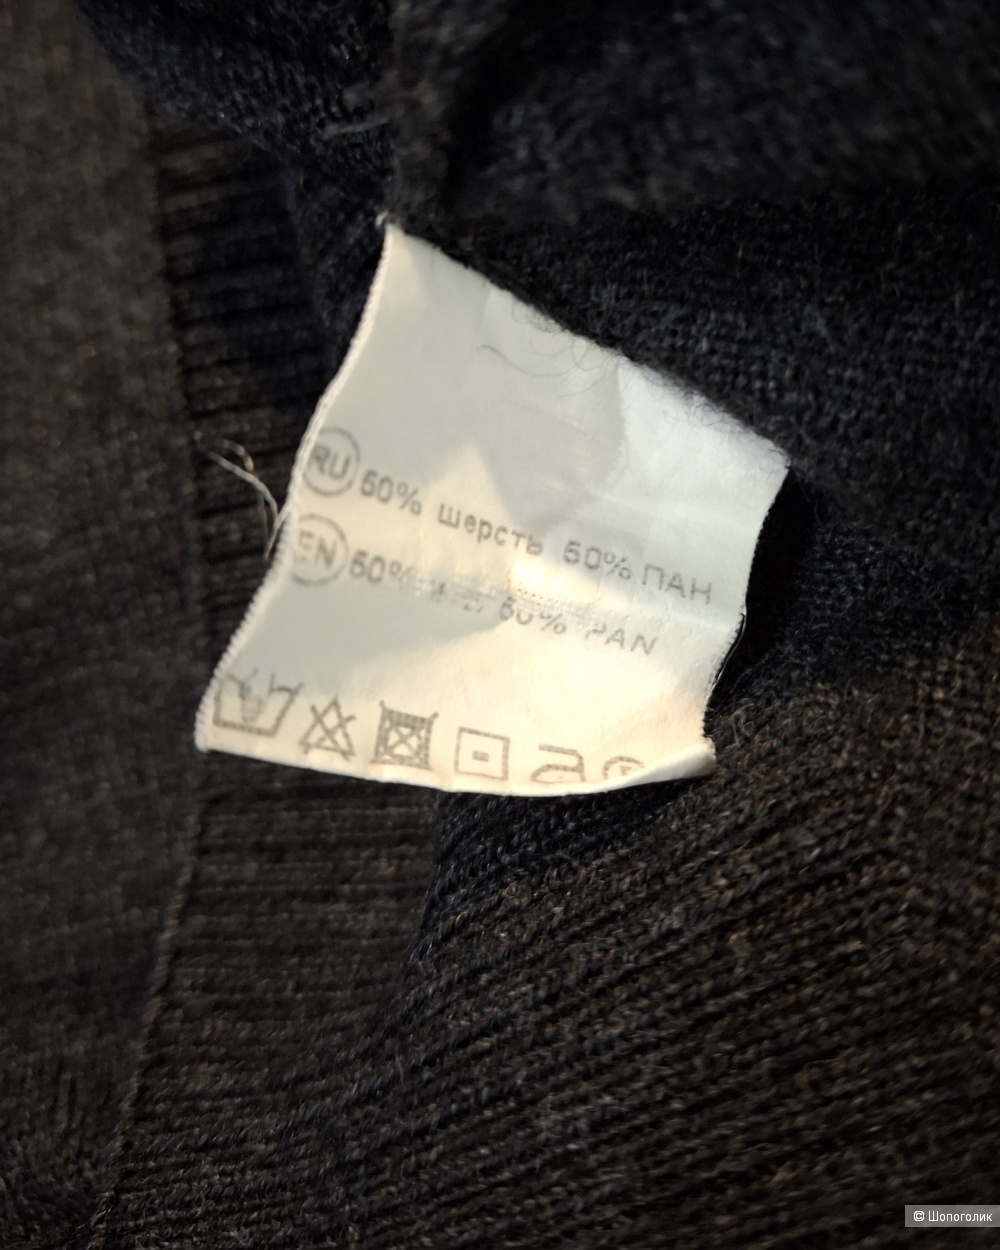 RU 50% шерсть 50% ПАН
EN 50% 50% PAN
P
© Шопоголик